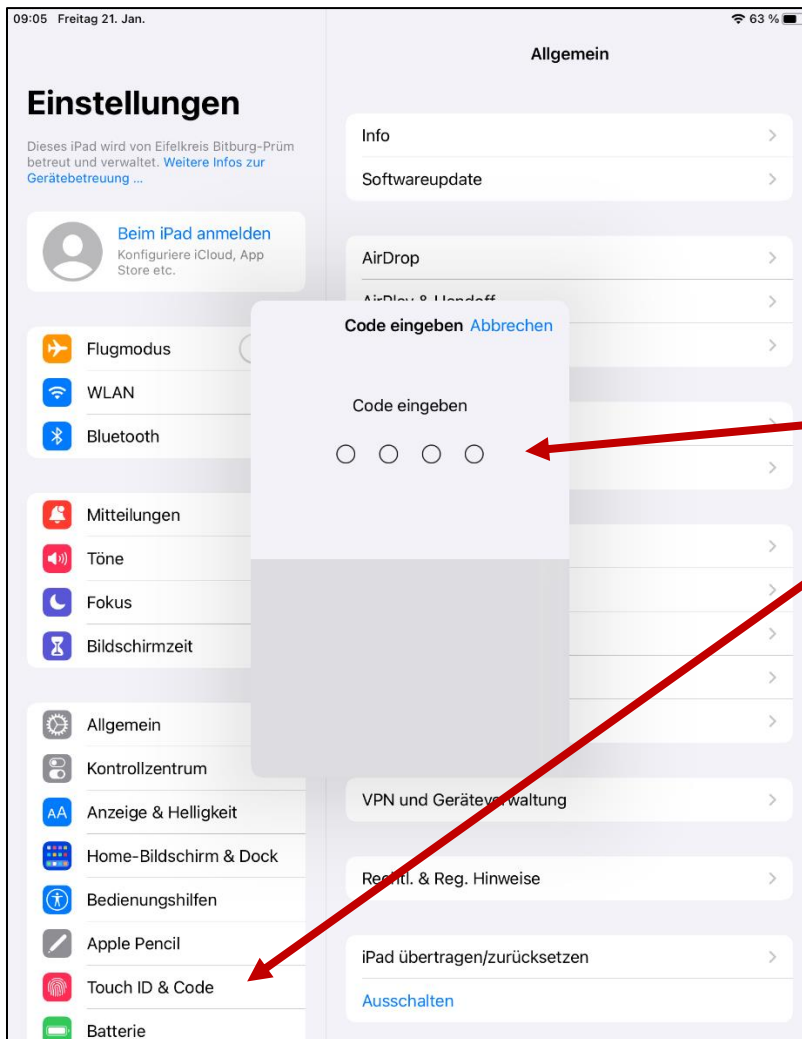 09:05 Freitag 21. Jan.
63 %
Einstellungen
Dieses iPad wird von Eifelkreis Bitburg-Prüm
betreut und verwaltet. Weitere Infos zur
Gerätebetreuung ...
Beim iPad anmelden
Konfiguriere iCloud, App
Store etc.
Flugmodus
WLAN
Bluetooth
Mitteilungen
Töne
Fokus
Bildschirmzeit
Allgemein
Kontrollzentrum
AA
Anzeige & Helligkeit
Home-Bildschirm & Dock
Bedienungshilfen
Apple Pencil
Touch ID & Code
Batterie
Allgemein
Info
Softwareupdate
AirDrop
AirPlay & Handoff
Code eingeben Abbrechen
Code eingeben
VPN und Geräteverwaltung
Rechtl. & Reg. Hinweise
iPad übertragen/zurücksetzen
Ausschalten